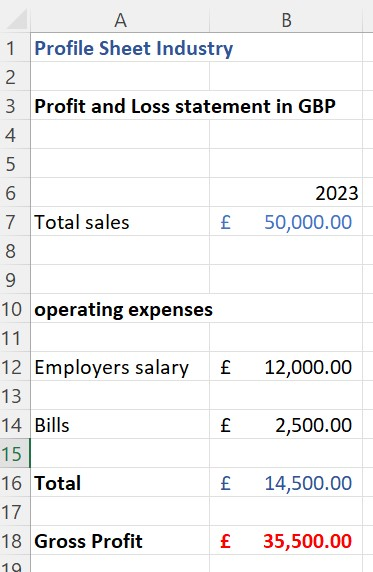 A B
1 Profile Sheet Industry
2
3 Profit and Loss statement in GBP
4
5
6 2023
7 Total sales £ 50,000.00
8
9
10 operating expenses
11
12 Employers salary £ 12,000.00
13
14 Bills £ 2,500.00
15
16 Total £ 14,500.00
17
18 Gross Profit £ 35,500.00
19